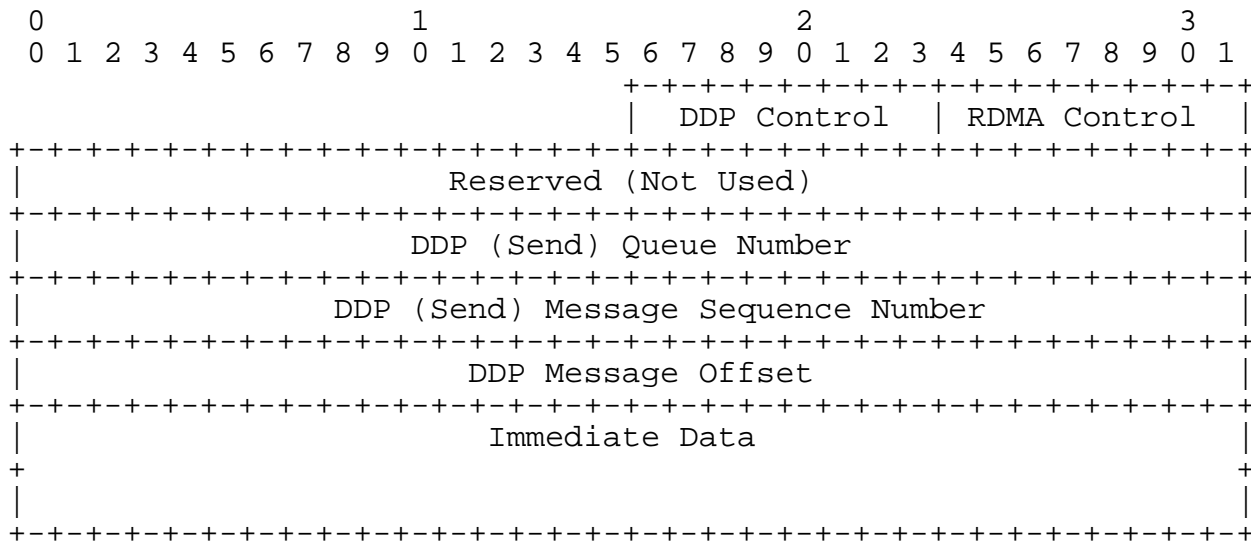 0                   1                   2                   3
 0 1 2 3 4 5 6 7 8 9 0 1 2 3 4 5 6 7 8 9 0 1 2 3 4 5 6 7 8 9 0 1
                                +-+-+-+-+-+-+-+-+-+-+-+-+-+-+-+-+
                                |  DDP Control  | RDMA Control  |
+-+-+-+-+-+-+-+-+-+-+-+-+-+-+-+-+-+-+-+-+-+-+-+-+-+-+-+-+-+-+-+-+
|                      Reserved (Not Used)                      |
+-+-+-+-+-+-+-+-+-+-+-+-+-+-+-+-+-+-+-+-+-+-+-+-+-+-+-+-+-+-+-+-+
|                    DDP (Send) Queue Number                    |
+-+-+-+-+-+-+-+-+-+-+-+-+-+-+-+-+-+-+-+-+-+-+-+-+-+-+-+-+-+-+-+-+
|                DDP (Send) Message Sequence Number             |
+-+-+-+-+-+-+-+-+-+-+-+-+-+-+-+-+-+-+-+-+-+-+-+-+-+-+-+-+-+-+-+-+
|                       DDP Message Offset                      |
+-+-+-+-+-+-+-+-+-+-+-+-+-+-+-+-+-+-+-+-+-+-+-+-+-+-+-+-+-+-+-+-+
|                        Immediate Data                         |
+                                                               +
|                                                               |
+-+-+-+-+-+-+-+-+-+-+-+-+-+-+-+-+-+-+-+-+-+-+-+-+-+-+-+-+-+-+-+-+